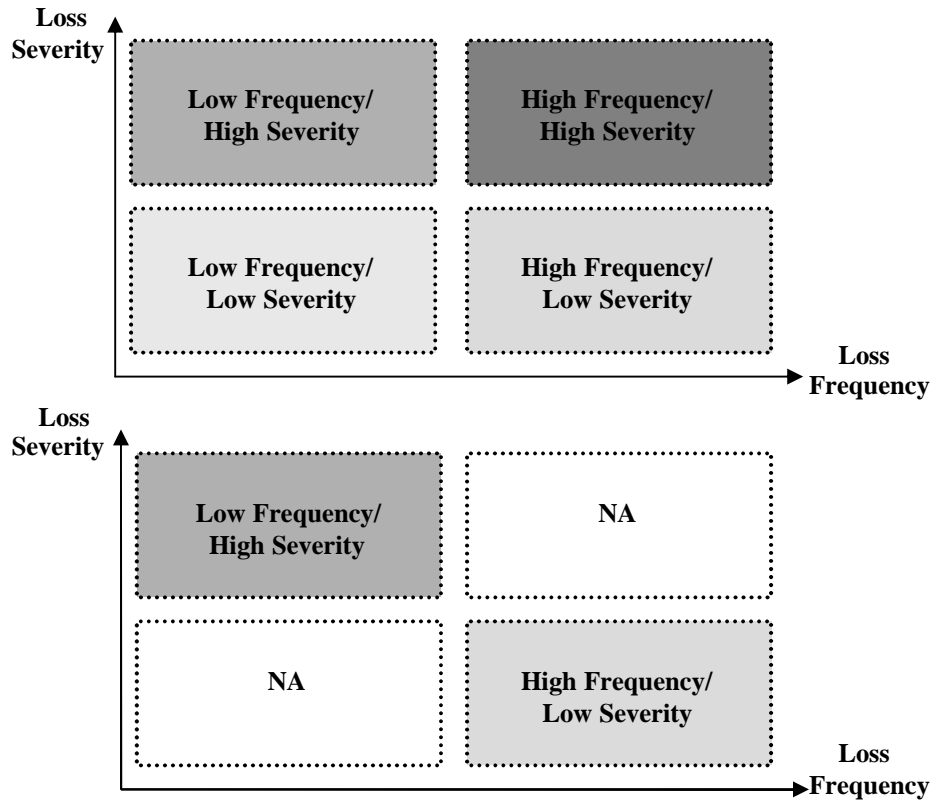 Loss
Severity
Low Frequency/
High Severity
High Frequency/
High Severity
Low Frequency/
Low Severity
High Frequency/
Low Severity
Loss
Frequency
Loss
Severity
Low Frequency/
High Severity
NA
NA
High Frequency/
Low Severity
Loss
Frequency